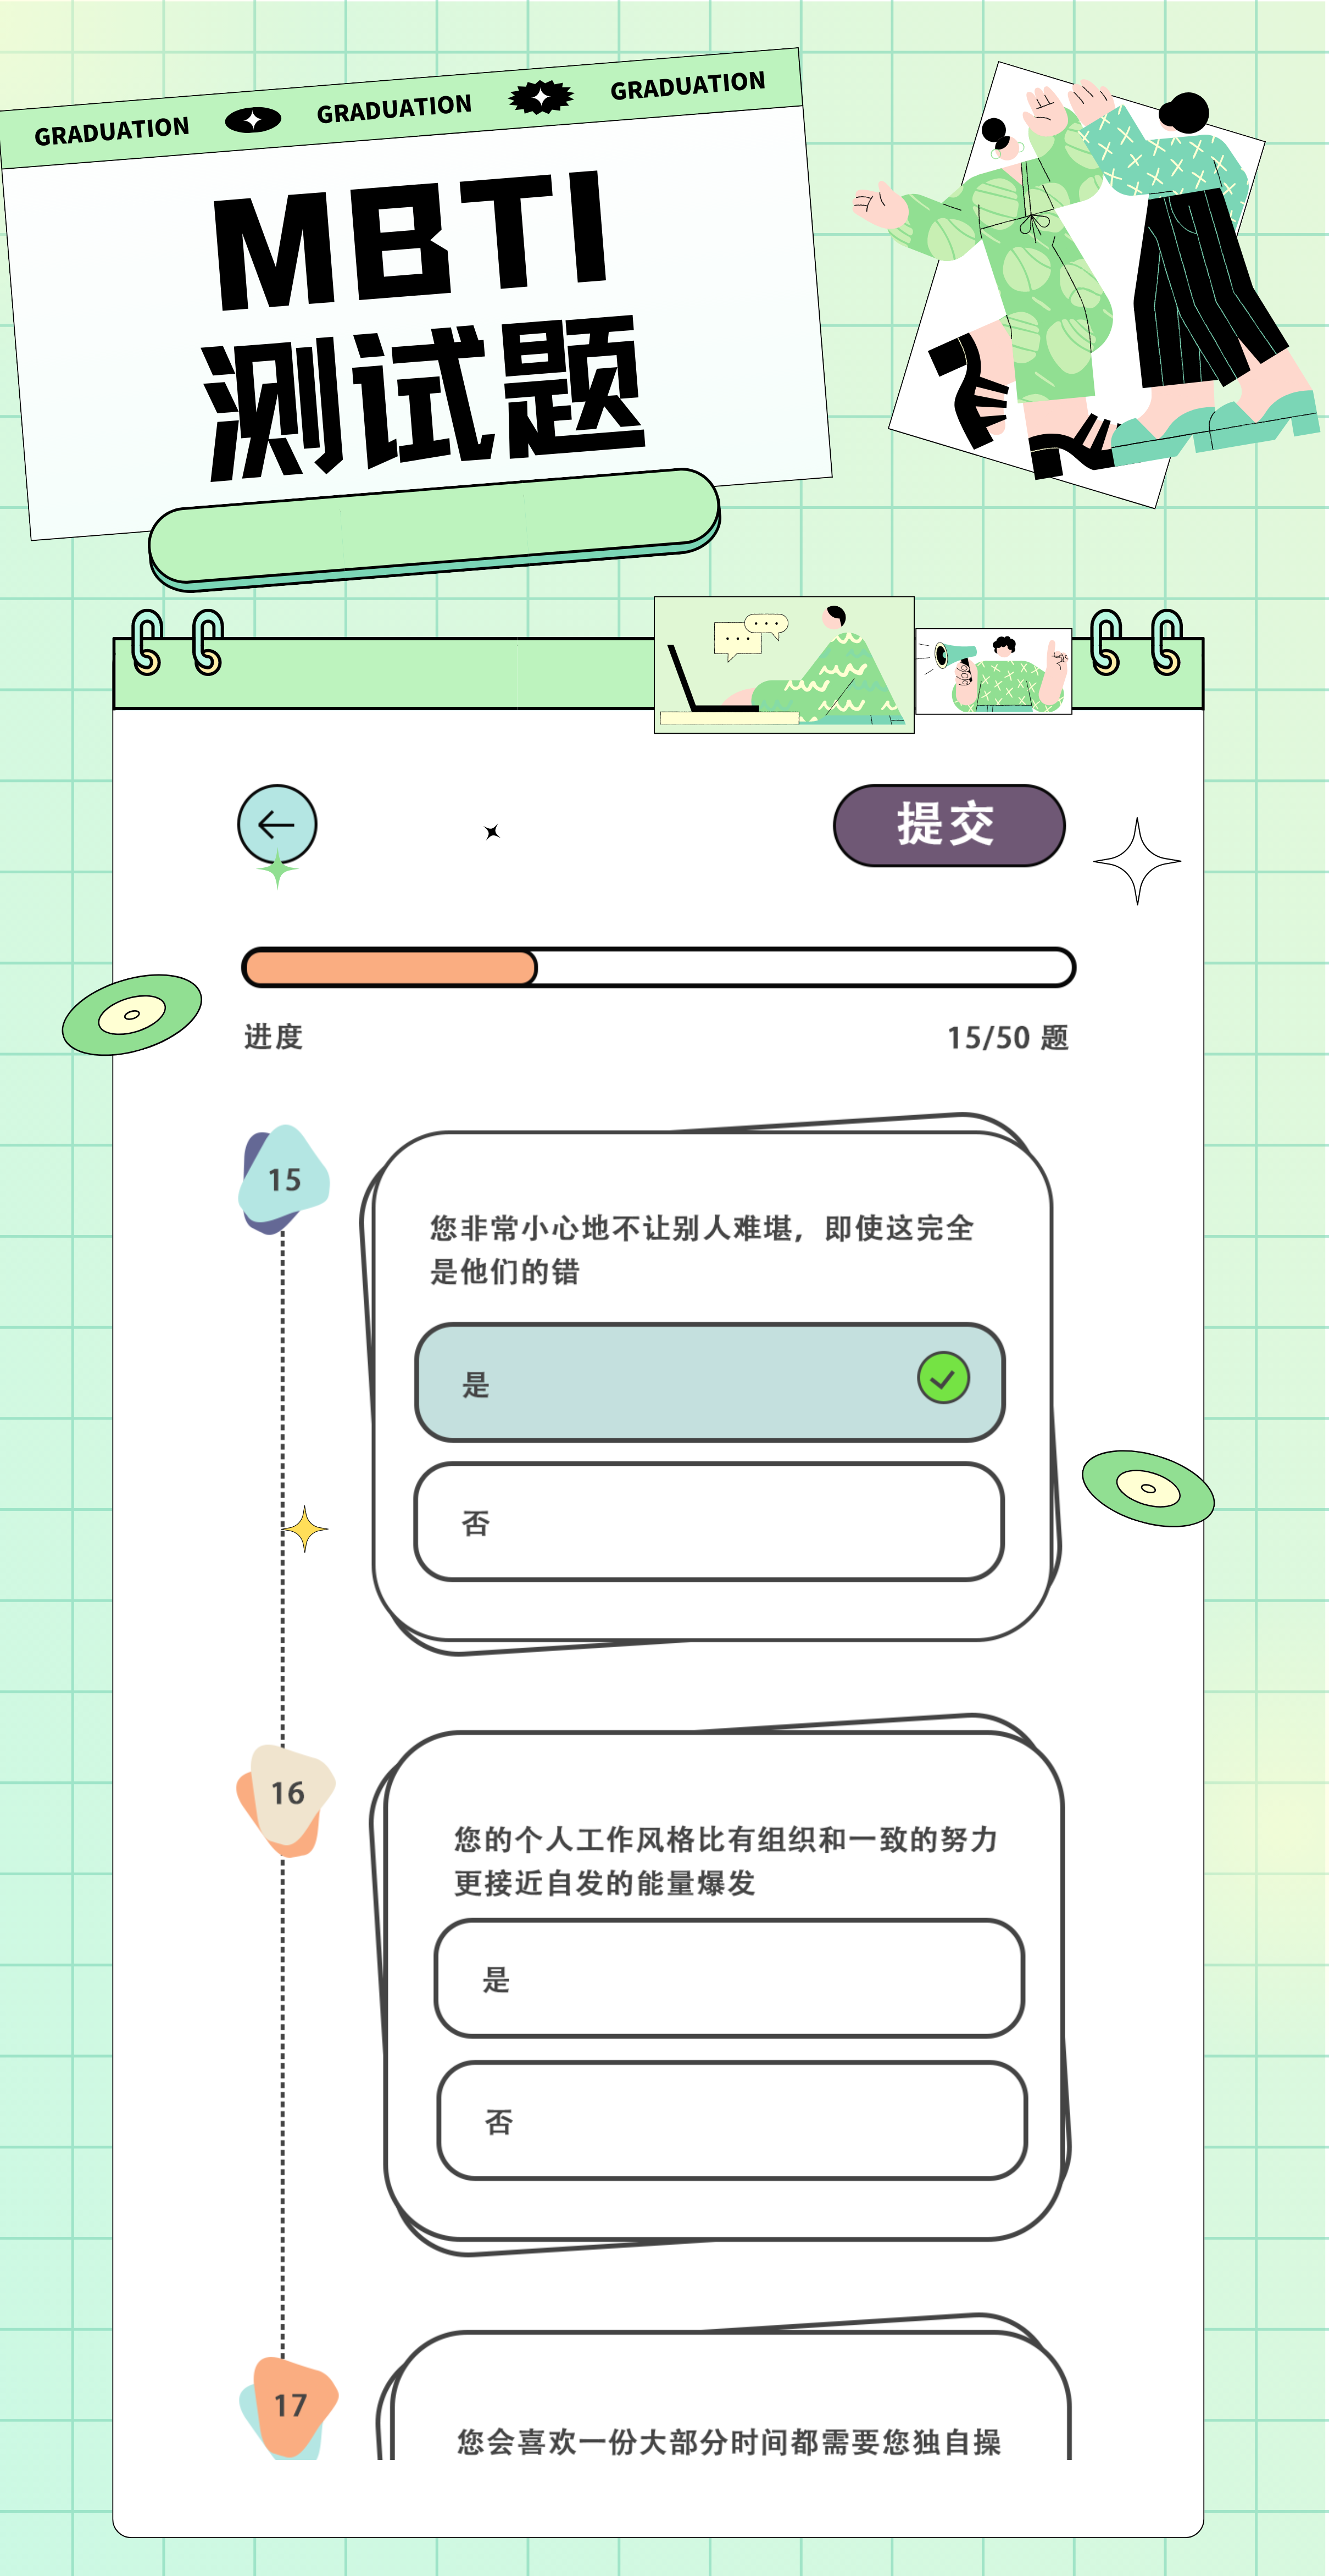 GRADUATION GRADUATION GRADUATION
MBTI
测试题
提交
进度
15/50 题
15
您非常小心地不让别人难堪，即使这完全
是他们的错
是
否
16
您的个人工作风格比有组织和一致的努力
更接近自发的能量爆发
是
否
17
您会喜欢一份大部分时间都需要您独自操